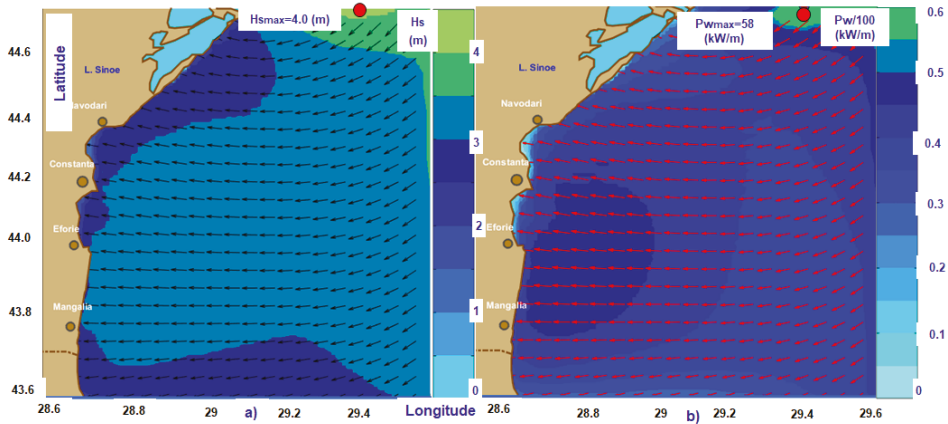 Hsmax=4.0 (m)
Hs
(m)
Latitude
44.6
44.4
44.2
44.0
43.8
43.6
L. Sinoe
Navodari
Constanta
Eforie
Mangalia
4
3
2
1
0
28.6
28.8
29
29.2
29.4
Longitude
a)
Pwmax=58
(kW/m)
Pw/100
(kW/m)
L. Sinoe
Navodari
Constanta
Eforie
Mangalia
0.6
0.5
0.4
0.3
0.2
0.1
0
28.6
28.8
29
29.2
29.4
29.6
b)